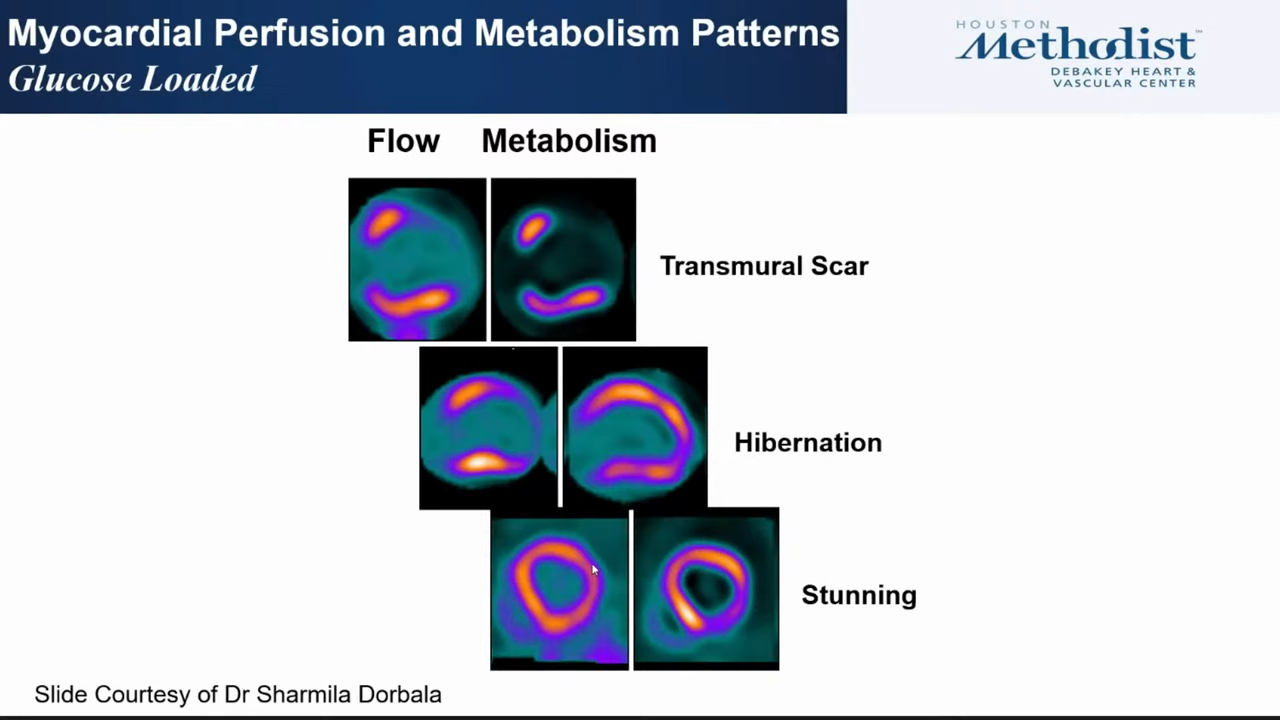 Myocardial Perfusion and Metabolism Patterns
Glucose Loaded
HOUSTON
Methodist
DEBAKEY HEART &
VASCULAR CENTER
Flow Metabolism
Transmural Scar
Hibernation
Stunning
Slide Courtesy of Dr Sharmila Dorbala